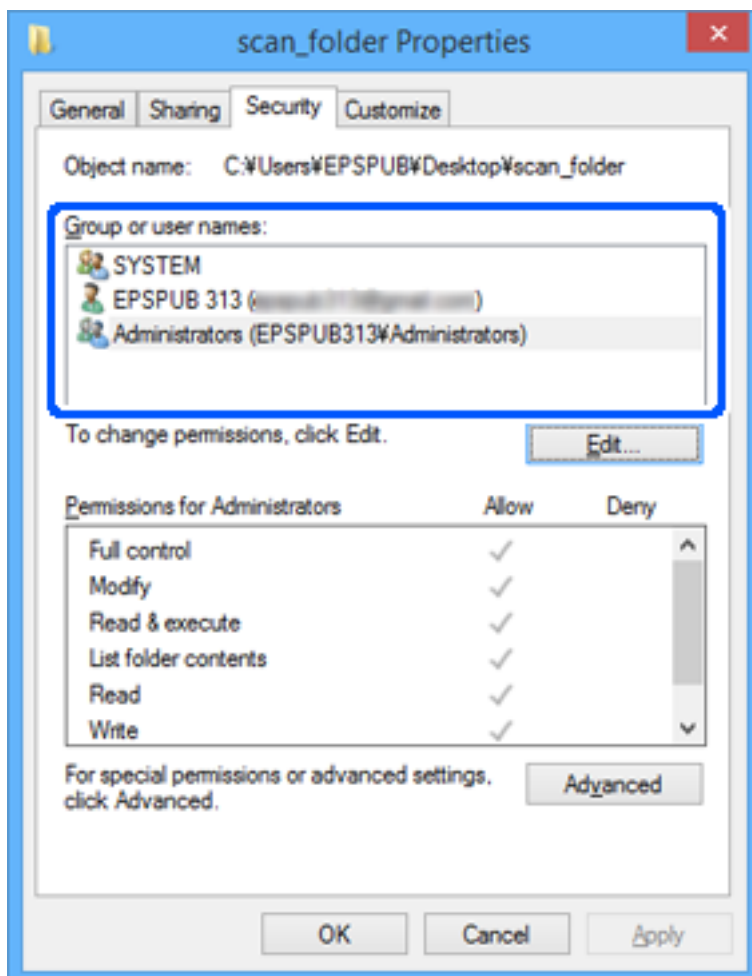 scan_folder Properties
General Sharing Security Customize
Object name: C:¥Users¥EPSPUB¥Desktop¥scan_folder
Group or user names:
SYSTEM
EPSPUB 313 ( )
Administrators (EPSPUB313¥Administrators)
To change permissions, click Edit.
Edit...
Permissions for Administrators Allow Deny
Full control
Modify
Read & execute
List folder contents
Read
Write
For special permissions or advanced settings,
click Advanced.
Advanced
OK Cancel Apply